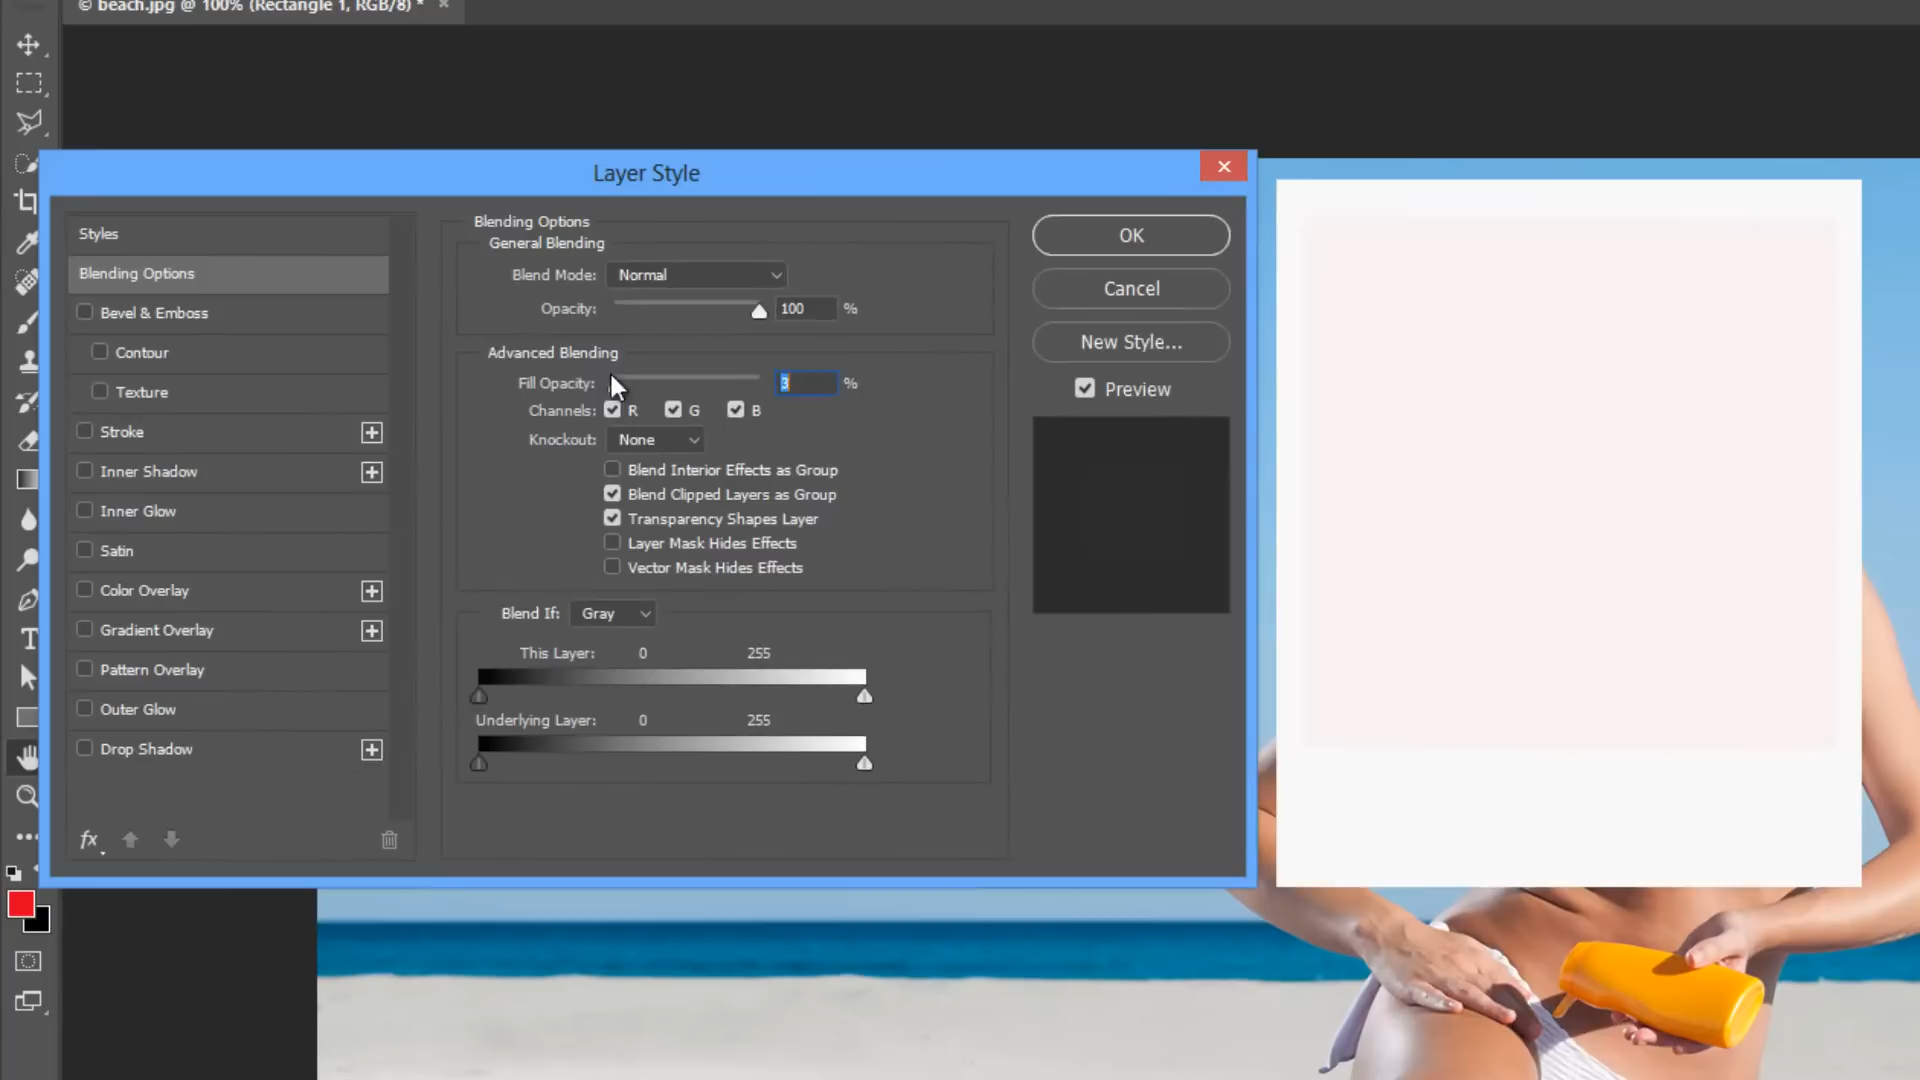 © beach.jpg @ 100% (Rectangle 1, RGB/8) * ×
Layer Style
Styles
Blending Options
Bevel & Emboss
Contour
Texture
Stroke
Inner Shadow
Inner Glow
Satin
Color Overlay
Gradient Overlay
Pattern Overlay
Outer Glow
Drop Shadow
fx
Blending Options
General Blending
Blend Mode: Normal
Opacity: 100 %
Advanced Blending
Fill Opacity: 3 %
Channels: R G B
Knockout: None
Blend Interior Effects as Group
Blend Clipped Layers as Group
Transparency Shapes Layer
Layer Mask Hides Effects
Vector Mask Hides Effects
Blend If: Gray
This Layer: 0 255
Underlying Layer: 0 255
OK
Cancel
New Style...
Preview